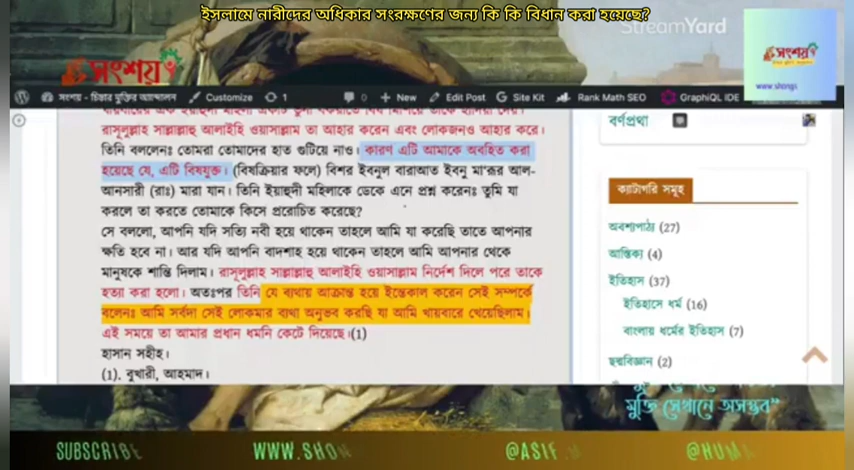 ইসলামে নারীদের অধিকার সংরক্ষণের জন্য কি কি বিধান করা হয়েছে?
StreamYard
সংশয়
সংশয় - চিন্তার মুক্তির আন্দোলন Customize 1 0 New Edit Post Site Kit Rank Math SEO GraphiQL IDE
রাসূলুল্লাহ সাল্লাল্লাহু আলাইহি ওয়াসাল্লাম তা আহার করেন এবং লোকজনও আহার করে।
তিনি বললেনঃ তোমরা তোমাদের হাত গুটিয়ে নাও। কারণ এটি আমাকে অবহিত করা
হয়েছে যে, এটি বিষযুক্ত। (বিষক্রিয়ার ফলে) বিশর ইবনুল বারাআত ইবনু মা'রূর আল-
আনসারী (রাঃ) মারা যান। তিনি ইয়াহুদী মহিলাকে ডেকে এনে প্রশ্ন করেনঃ তুমি যা
করলে তা করতে তোমাকে কিসে প্ররোচিত করেছে?
সে বললো, আপনি যদি সত্যি নবী হয়ে থাকেন তাহলে আমি যা করেছি তাতে আপনার
ক্ষতি হবে না। আর যদি আপনি বাদশাহ হয়ে থাকেন তাহলে আমি আপনার থেকে
মানুষকে শান্তি দিলাম। রাসূলুল্লাহ সাল্লাল্লাহু আলাইহি ওয়াসাল্লাম নির্দেশ দিলে পরে তাকে
হত্যা করা হলো। অতঃপর তিনি যে ব্যথায় আক্রান্ত হয়ে ইন্তেকাল করেন সেই সম্পর্কে
বলেনঃ আমি সর্বদা সেই লোকমার ব্যথা অনুভব করছি যা আমি খায়বারে খেয়েছিলাম।
এই সময়ে তা আমার প্রধান ধমনি কেটে দিয়েছে।(1)
হাসান সহীহ।
(1). বুখারী, আহমাদ।
বর্ণপ্রথা
ক্যাটাগরি সমূহ
অবশ্যপাঠ্য (27)
আস্তিক্য (4)
ইতিহাস (37)
ইতিহাসে ধর্ম (16)
বাংলায় ধর্মের ইতিহাস (7)
ছদ্মবিজ্ঞান (2)
মুক্তি সেখানে অসম্ভব"
SUBSCRIBE WWW.SHON @ASIF @HUMA